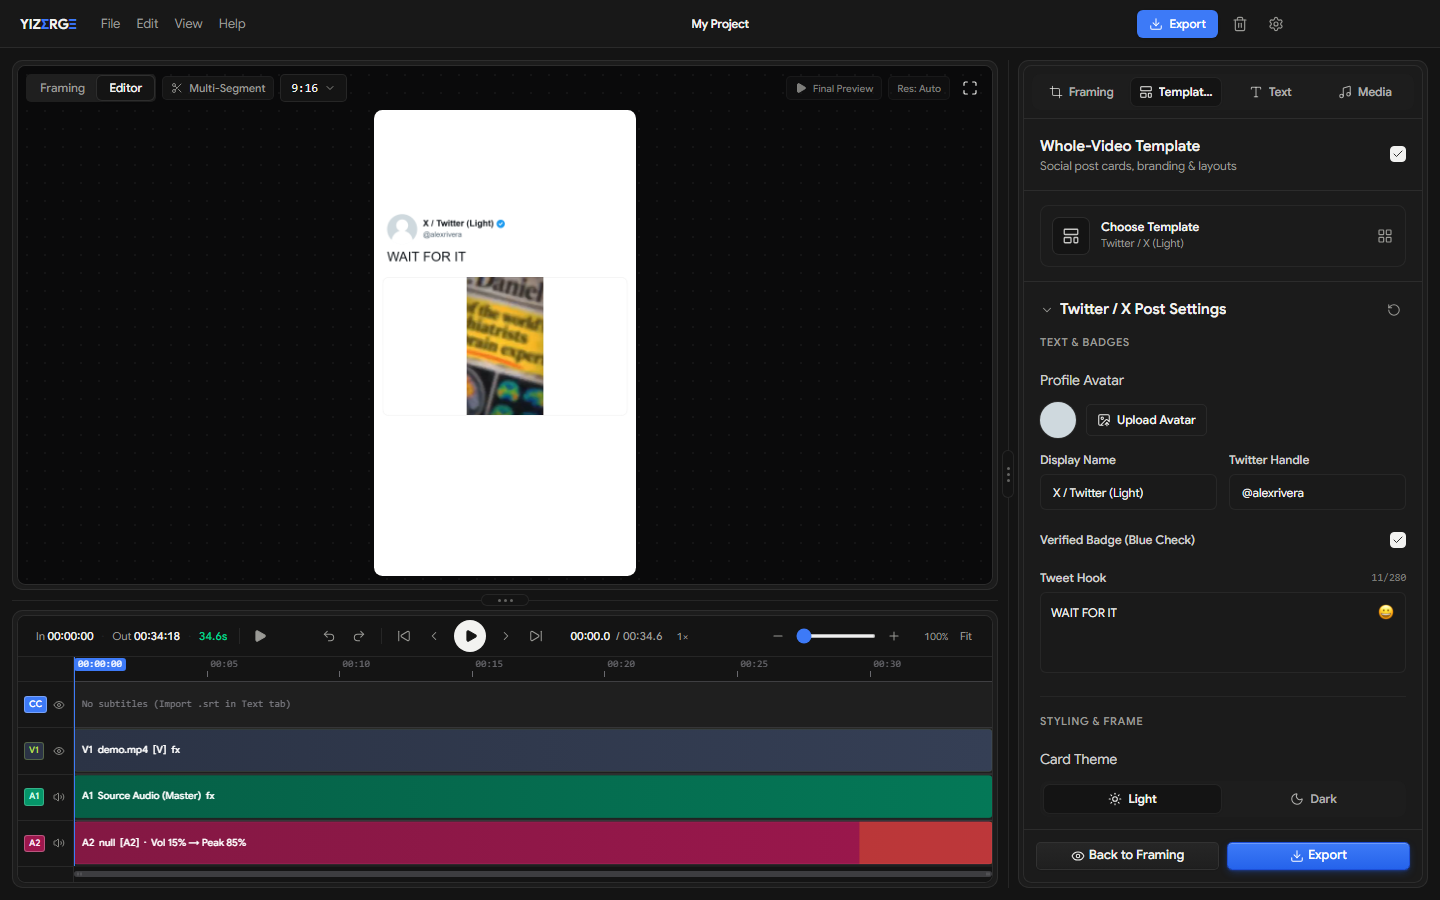 YIZERGE File Edit View Help My Project Export
Framing Editor Multi-Segment 9:16 Final Preview Res: Auto
X / Twitter (Light)
@alexrivera
WAIT FOR IT
Daniel
of the world
hiatrists
rain exper
In 00:00:00 Out 00:34:18 34.6s 00:00.0 / 00:34.6 1× 100% Fit
00:00:00 00:05 00:10 00:15 00:20 00:25 00:30
CC No subtitles (Import .srt in Text tab)
V1 V1 demo.mp4 [V] fx
A1 A1 Source Audio (Master) fx
A2 A2 null [A2] · Vol 15% → Peak 85%
Framing Templat... Text Media
Whole-Video Template
Social post cards, branding & layouts
Choose Template
Twitter / X (Light)
Twitter / X Post Settings
TEXT & BADGES
Profile Avatar
Upload Avatar
Display Name Twitter Handle
X / Twitter (Light) @alexrivera
Verified Badge (Blue Check)
Tweet Hook 11/280
WAIT FOR IT
STYLING & FRAME
Card Theme
Light Dark
Back to Framing Export